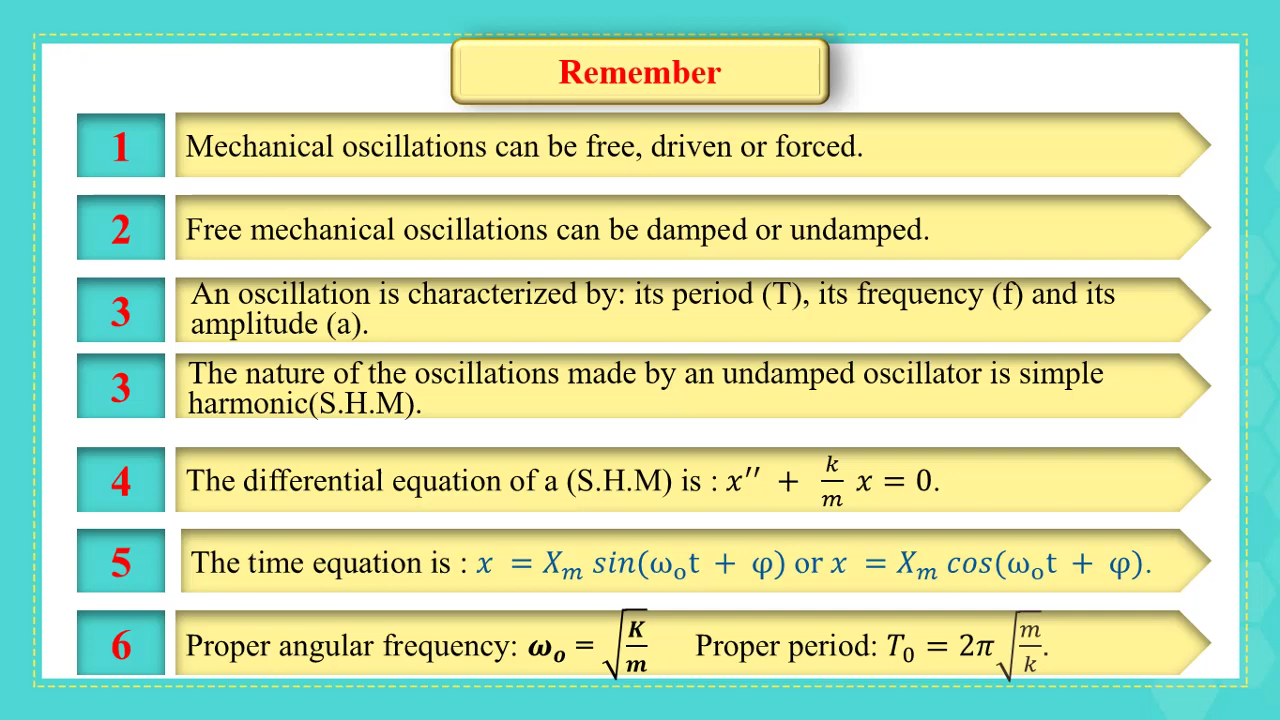 Remember
1 Mechanical oscillations can be free, driven or forced.
2 Free mechanical oscillations can be damped or undamped.
3 An oscillation is characterized by: its period (T), its frequency (f) and its
amplitude (a).
3 The nature of the oscillations made by an undamped oscillator is simple
harmonic(S.H.M).
4 The differential equation of a (S.H.M) is : x′′ + k/m x = 0.
5 The time equation is : x = Xₘ sin(ω₀t + φ) or x = Xₘ cos(ω₀t + φ).
6 Proper angular frequency: ωₒ = √(K/m) Proper period: T₀ = 2π√(m/k).